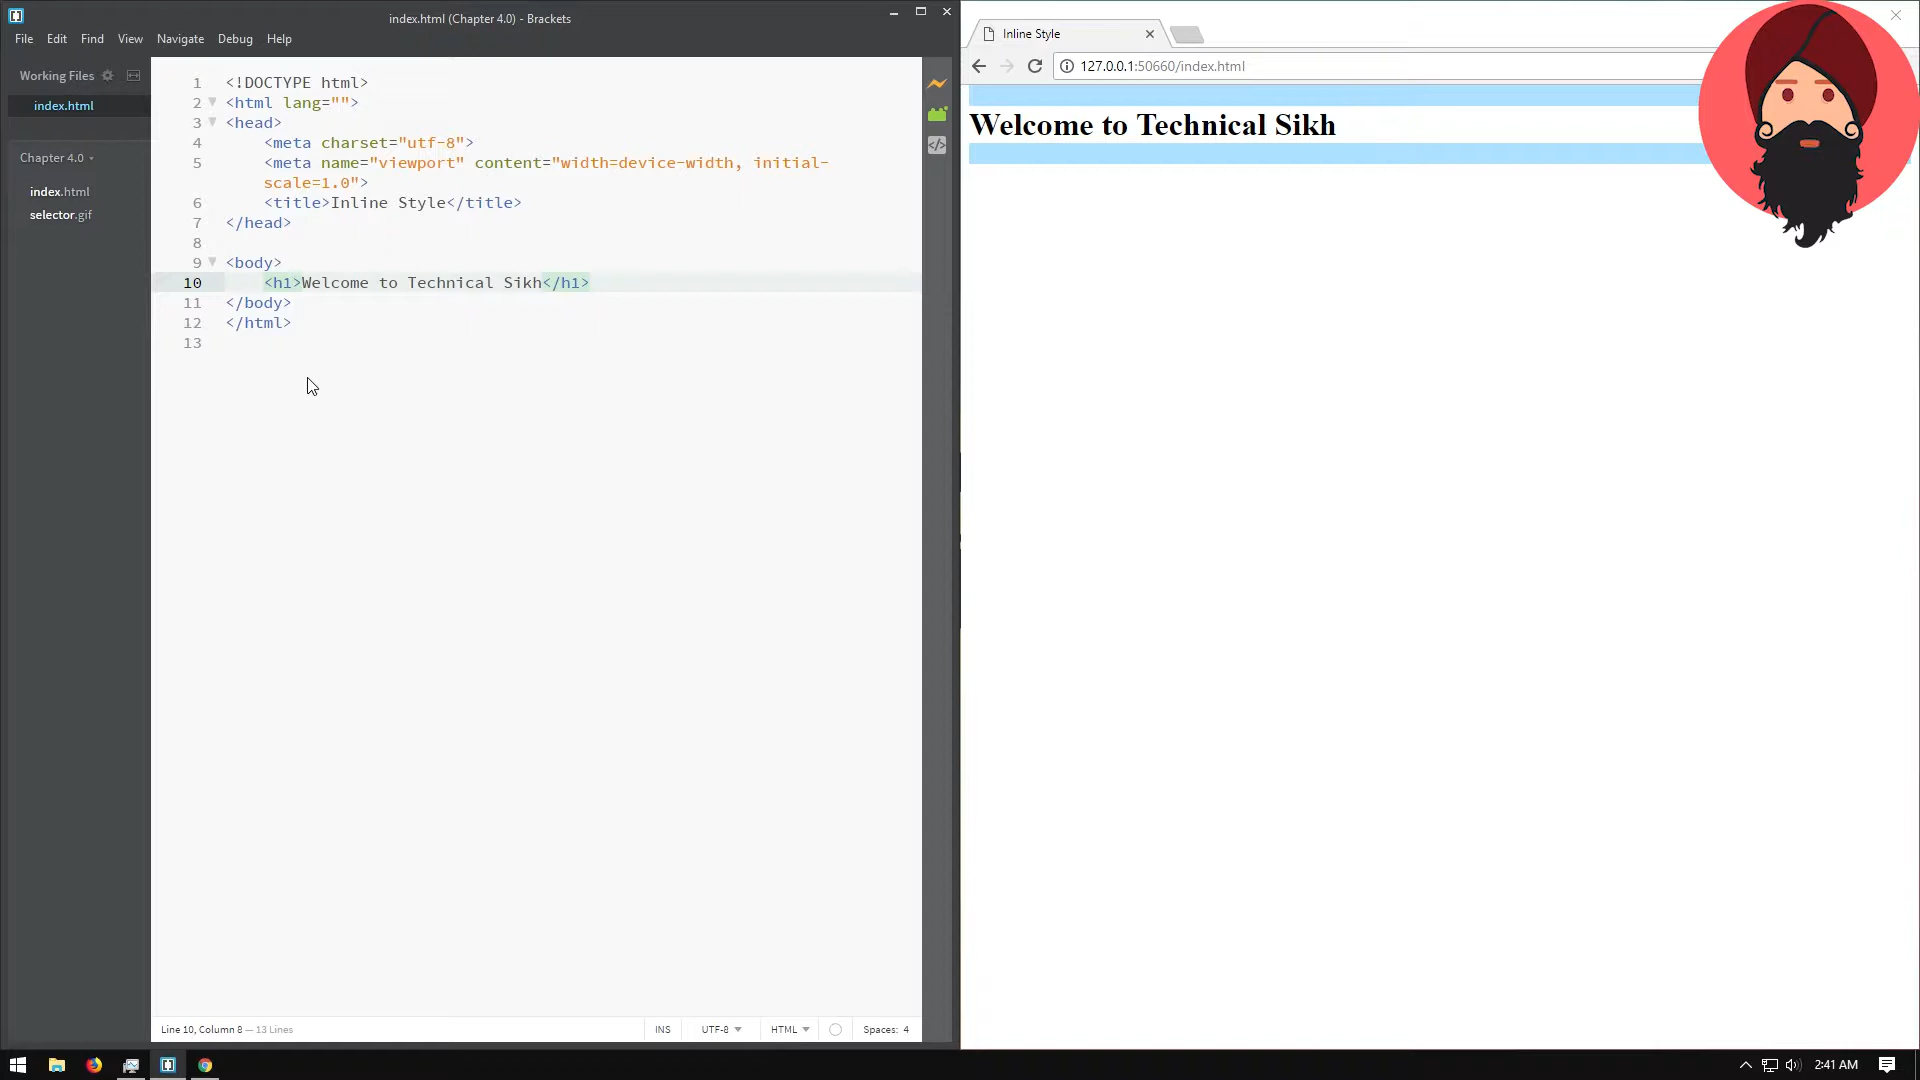 index.html (Chapter 4.0) - Brackets
File Edit Find View Navigate Debug Help
Working Files
index.html
Chapter 4.0
index.html
selector.gif
1 <!DOCTYPE html>
2 <html lang="">
3 <head>
4 <meta charset="utf-8">
5 <meta name="viewport" content="width=device-width, initial-
scale=1.0">
6 <title>Inline Style</title>
7 </head>
8
9 <body>
10 <h1>Welcome to Technical Sikh</h1>
11 </body>
12 </html>
13
Line 10, Column 8 — 13 Lines
INS UTF-8 HTML Spaces: 4
Inline Style
127.0.0.1:50660/index.html
Welcome to Technical Sikh
2:41 AM